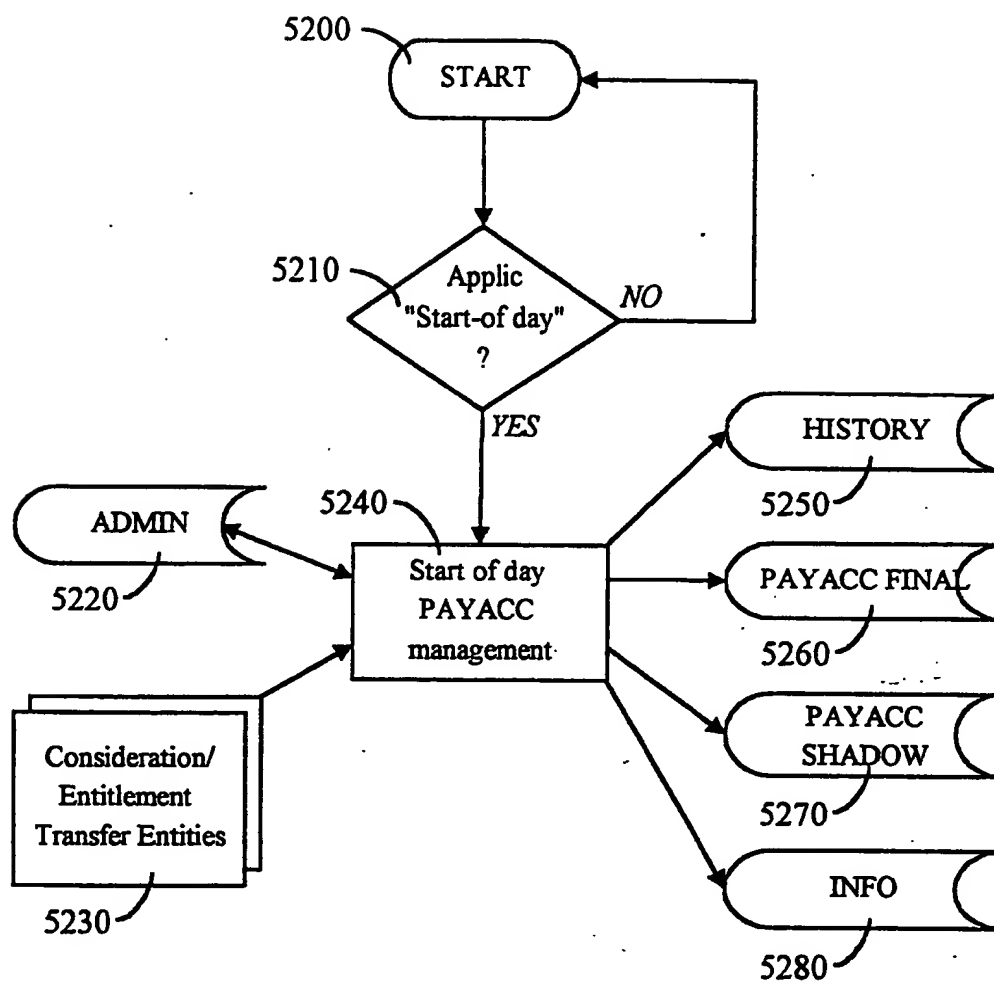 5200
START
5210
Applic
"Start-of day"
?
NO
YES
HISTORY
5250
5240
ADMIN
5220
Start of day
PAYACC
management
PAYACC FINAL
5260
PAYACC
SHADOW
5270
Consideration/
Entitlement
Transfer Entities
5230
INFO
5280